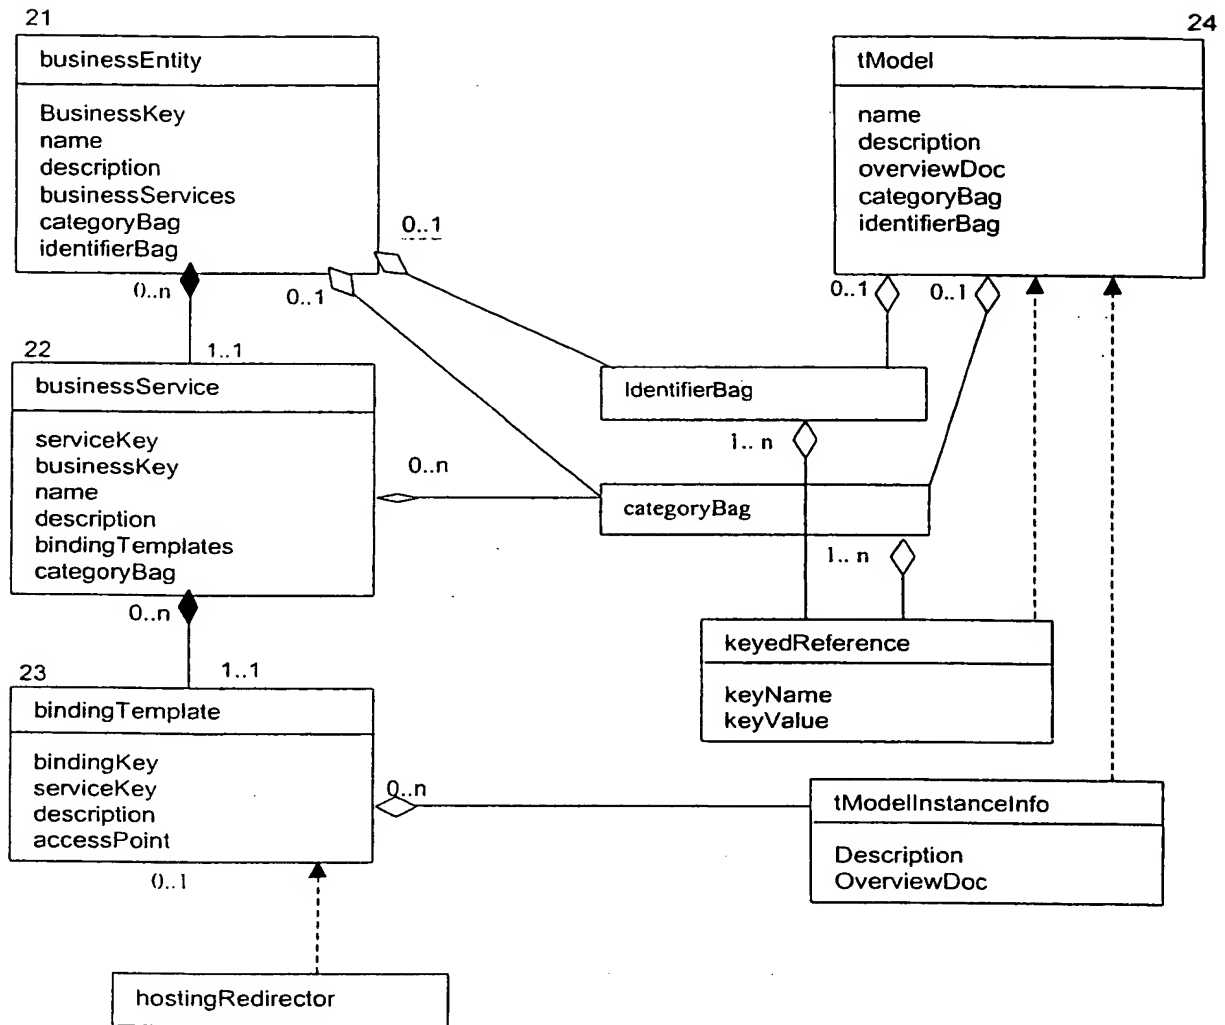 21
businessEntity
BusinessKey
name
description
businessServices
categoryBag
identifierBag
24
tModel
name
description
overviewDoc
categoryBag
identifierBag
0..1
0..n
0..1
0..1
0..1
1..1
22
businessService
serviceKey
businessKey
name
description
bindingTemplates
categoryBag
IdentifierBag
1.. n
0..n
categoryBag
1.. n
0..n
1..1
keyedReference
keyName
keyValue
23
bindingTemplate
bindingKey
serviceKey
description
accessPoint
0..n
tModelInstanceInfo
Description
OverviewDoc
0..1
hostingRedirector